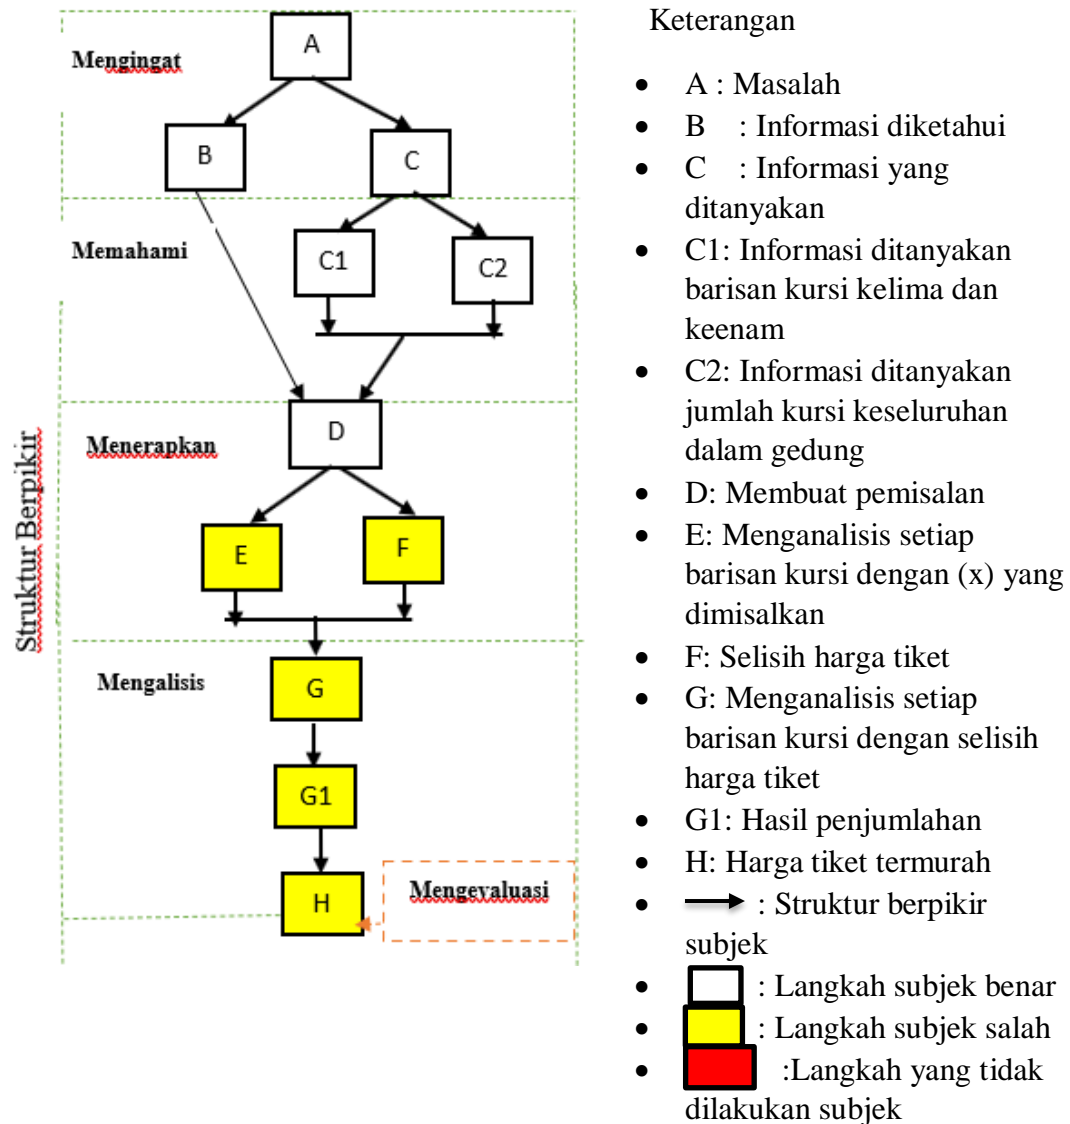 Struktur Berpikir
Mengingat
A
B
C
Memahami
C1
C2
Menerapkan
D
E
F
Mengalisis
G
G1
H
Mengevaluasi
Keterangan
• A : Masalah
• B : Informasi diketahui
• C : Informasi yang
ditanyakan
• C1: Informasi ditanyakan
barisan kursi kelima dan
keenam
• C2: Informasi ditanyakan
jumlah kursi keseluruhan
dalam gedung
• D: Membuat pemisalan
• E: Menganalisis setiap
barisan kursi dengan (x) yang
dimisalkan
• F: Selisih harga tiket
• G: Menganalisis setiap
barisan kursi dengan selisih
harga tiket
• G1: Hasil penjumlahan
• H: Harga tiket termurah
• : Struktur berpikir
subjek
• : Langkah subjek benar
• : Langkah subjek salah
• :Langkah yang tidak
dilakukan subjek